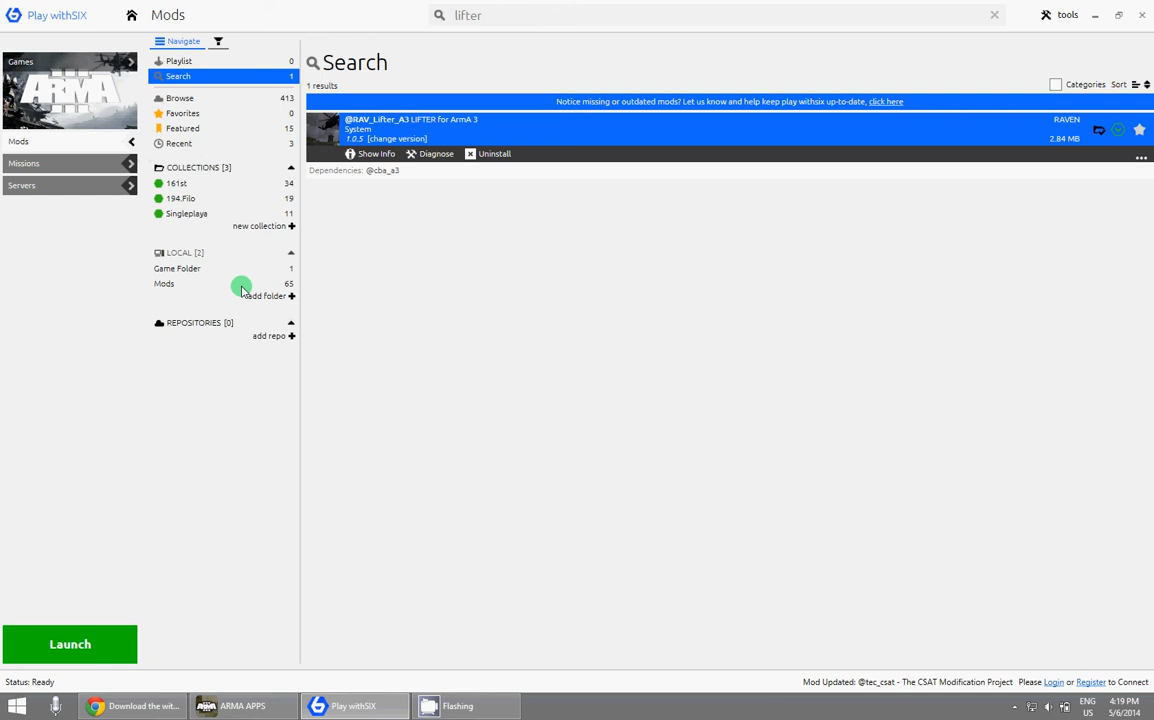 Play withSIX
Mods
lifter
tools
Navigate
Games
ARMA III
Mods
Missions
Servers
Playlist 0
Search 1
Browse 413
Favorites 0
Featured 15
Recent 3
COLLECTIONS [3]
161st 34
194.Filo 19
Singleplaya 11
new collection
LOCAL [2]
Game Folder 1
Mods 65
add folder
REPOSITORIES [0]
add repo
Search
1 results
Categories Sort
Notice missing or outdated mods? Let us know and help keep play withsix up-to-date, click here
@RAV_Lifter_A3 LIFTER for ArmA 3 RAVEN
System
1.0.5 [change version] 2.84 MB
Show Info Diagnose Uninstall
Dependencies: @cba_a3
Launch
Status: Ready
Mod Updated: @tec_csat - The CSAT Modification Project Please Login or Register to Connect
Download the wit...
ARMA APPS
Play withSIX
Flashing
ENG 4:19 PM
US 5/6/2014